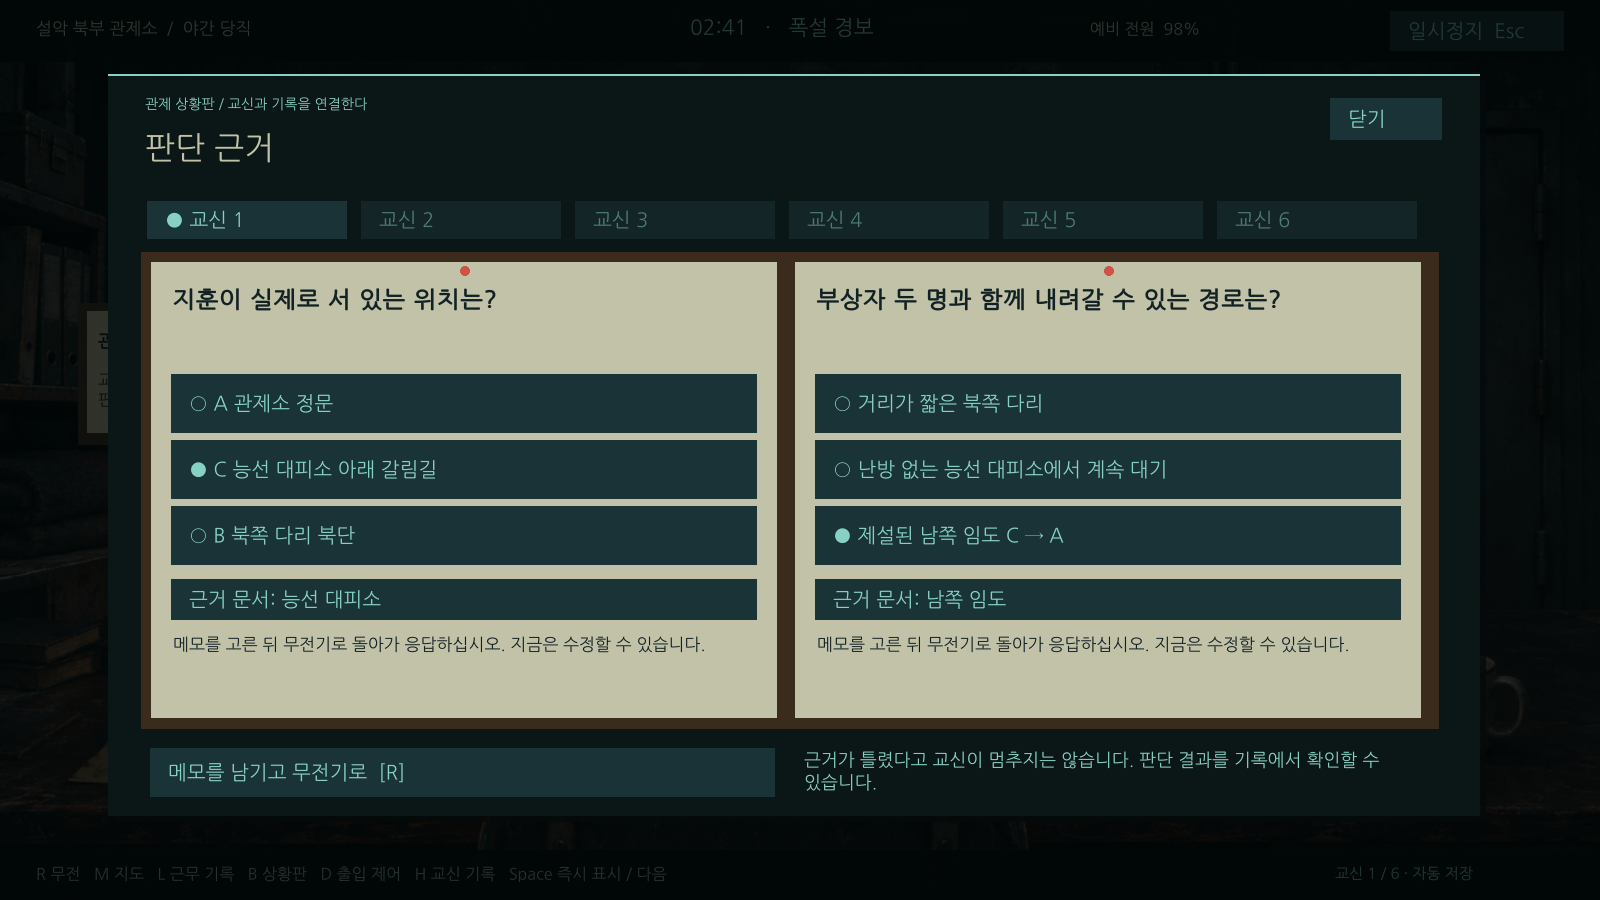 설악 북부 관제소 / 야간 당직
02:41 · 폭설 경보
예비 전원 98%
일시정지 Esc
관제 상황판 / 교신과 기록을 연결한다
닫기
판단 근거
● 교신 1
교신 2
교신 3
교신 4
교신 5
교신 6
지훈이 실제로 서 있는 위치는?
○ A 관제소 정문
● C 능선 대피소 아래 갈림길
○ B 북쪽 다리 북단
근거 문서: 능선 대피소
메모를 고른 뒤 무전기로 돌아가 응답하십시오. 지금은 수정할 수 있습니다.
부상자 두 명과 함께 내려갈 수 있는 경로는?
○ 거리가 짧은 북쪽 다리
○ 난방 없는 능선 대피소에서 계속 대기
● 제설된 남쪽 임도 C → A
근거 문서: 남쪽 임도
메모를 고른 뒤 무전기로 돌아가 응답하십시오. 지금은 수정할 수 있습니다.
메모를 남기고 무전기로 [R]
근거가 틀렸다고 교신이 멈추지는 않습니다. 판단 결과를 기록에서 확인할 수
있습니다.
R 무전 M 지도 L 근무 기록 B 상황판 D 출입 제어 H 교신 기록 Space 즉시 표시 / 다음
교신 1 / 6 · 자동 저장